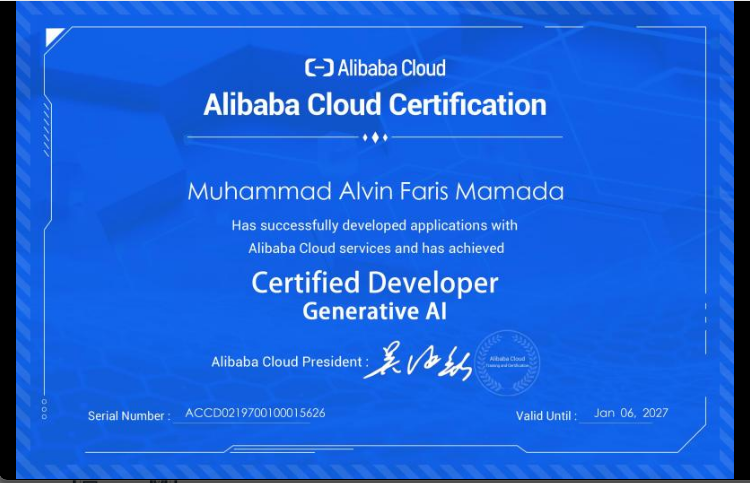 Alibaba Cloud
Alibaba Cloud Certification
Muhammad Alvin Faris Mamada
Has successfully developed applications with
Alibaba Cloud services and has achieved
Certified Developer
Generative AI
Alibaba Cloud President :
Alibaba Cloud
Training and Certification
Serial Number : ACCD0219700100015626
Valid Until : Jan 06, 2027